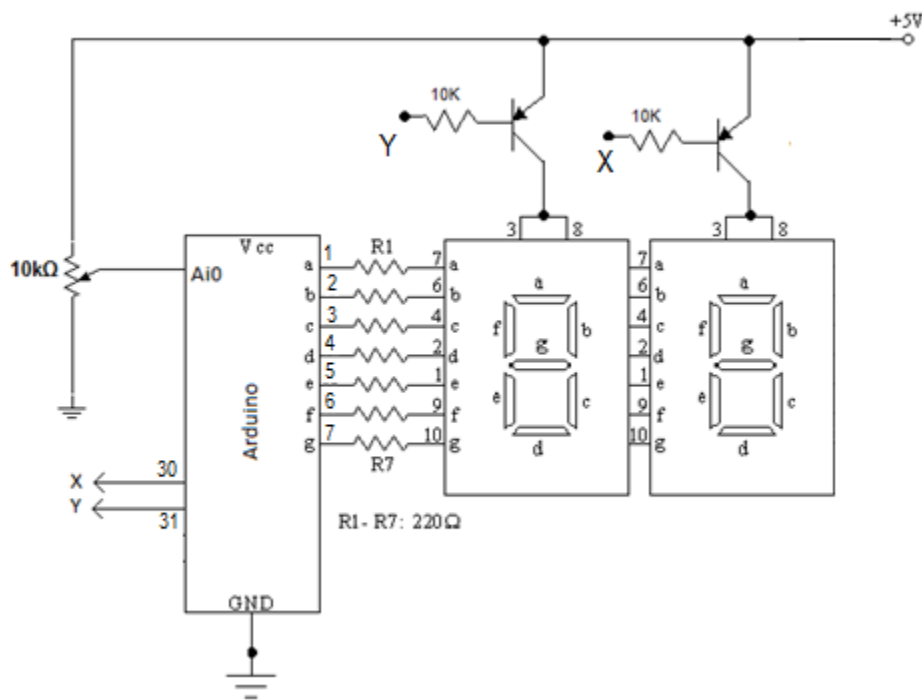 +5V
10K
Y
10K
X
3 8
3 8
10kΩ
Vcc
Ai0
Arduino
GND
a 1 R1 7 a
b 2 6 b
c 3 4 c
d 4 2 d
e 5 1 e
f 6 9 f
g 7 R7 10 g
a
f b
g
e c
d
7 a
6 b
4 c
2 d
1 e
9 f
10 g
a
f b
g
e c
d
X 30
Y 31
R1- R7: 220Ω